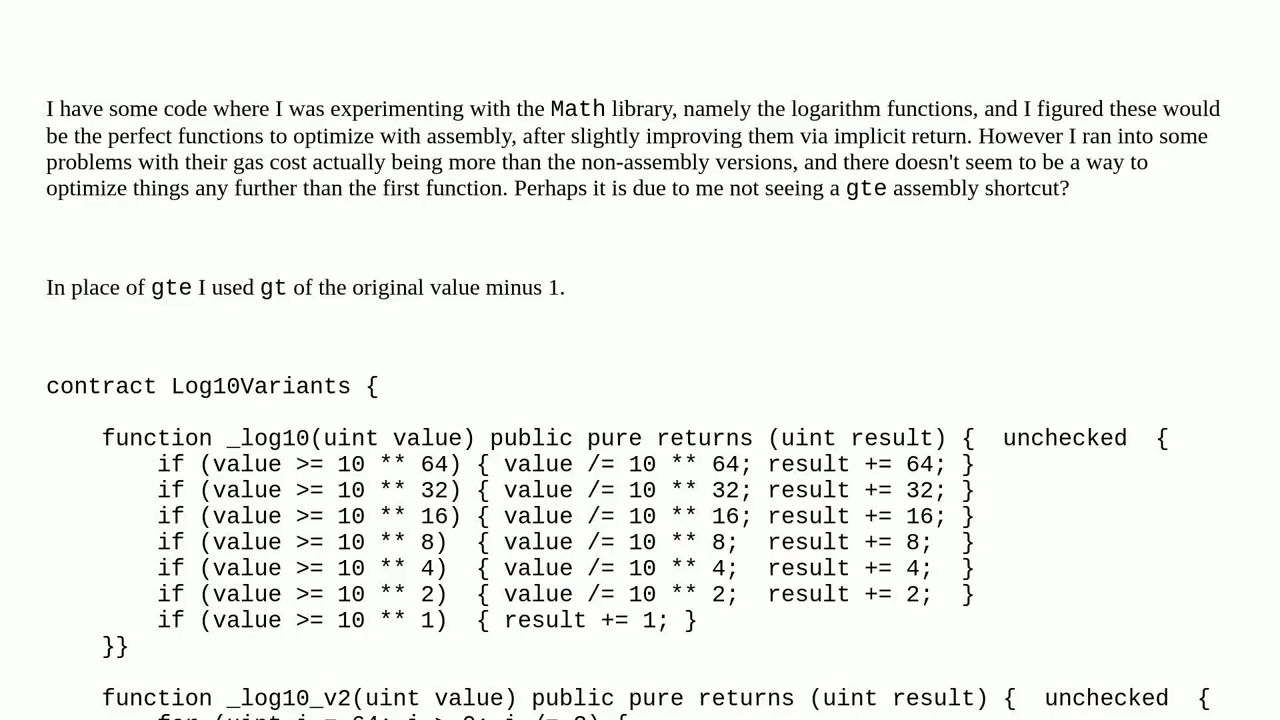 I have some code where I was experimenting with the Math library, namely the logarithm functions, and I figured these would
be the perfect functions to optimize with assembly, after slightly improving them via implicit return. However I ran into some
problems with their gas cost actually being more than the non-assembly versions, and there doesn't seem to be a way to
optimize things any further than the first function. Perhaps it is due to me not seeing a gte assembly shortcut?
In place of gte I used gt of the original value minus 1.
contract Log10Variants {
    function _log10(uint value) public pure returns (uint result) {  unchecked  {
        if (value >= 10 ** 64) { value /= 10 ** 64; result += 64; }
        if (value >= 10 ** 32) { value /= 10 ** 32; result += 32; }
        if (value >= 10 ** 16) { value /= 10 ** 16; result += 16; }
        if (value >= 10 ** 8)  { value /= 10 ** 8;  result += 8;  }
        if (value >= 10 ** 4)  { value /= 10 ** 4;  result += 4;  }
        if (value >= 10 ** 2)  { value /= 10 ** 2;  result += 2;  }
        if (value >= 10 ** 1)  { result += 1; }
    }}
    function _log10_v2(uint value) public pure returns (uint result) {  unchecked  {
        for (uint i = 64; i > 0; i /= 2) {